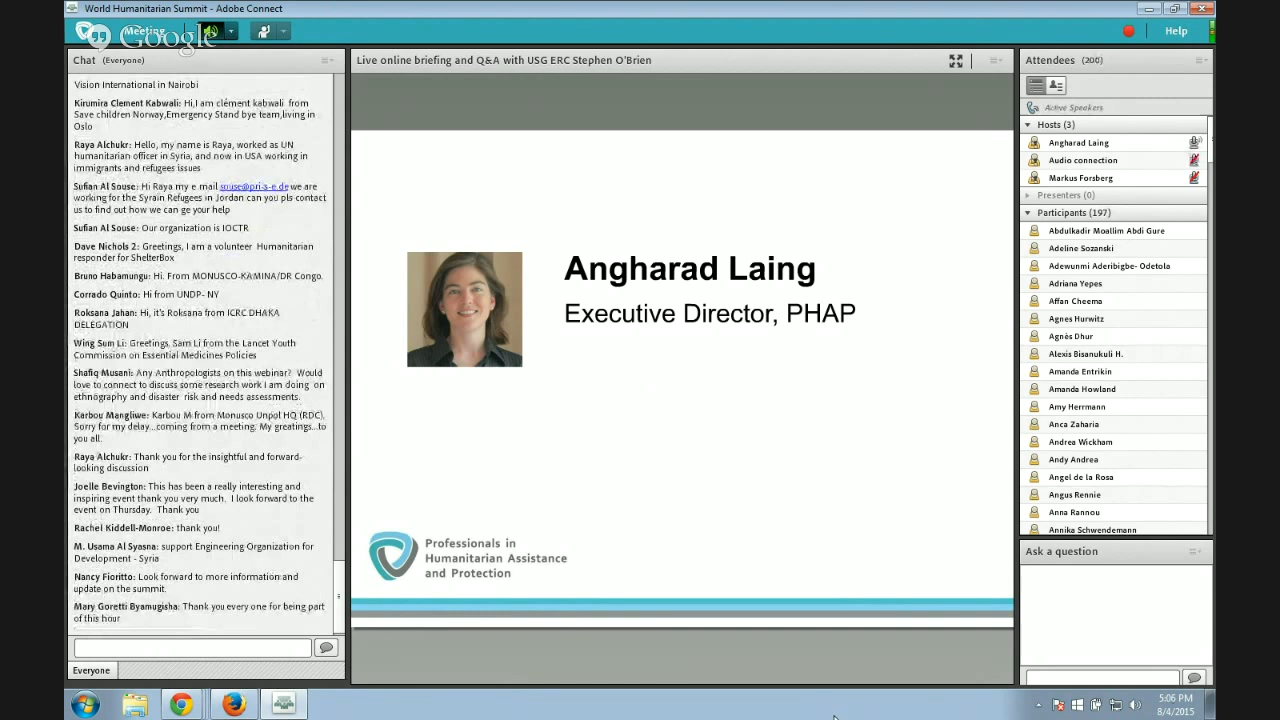 World Humanitarian Summit - Adobe Connect
Meeting
Google
Help
Chat (Everyone)
Vision International in Nairobi
Kirumira Clement Kabwali: Hi,I am clément kabwali from
Save children Norway,Emergency Stand bye team,living in
Oslo
Raya Alchukr: Hello, my name is Raya, worked as UN
humanitarian officer in Syria, and now in USA working in
immigrants and refugees issues
Sufian Al Souse: Hi Raya my e mail souse@pri-s-e.de we are
working for the Syrain Refugees in Jordan can you pls contact
us to find out how we can ge your help
Sufian Al Souse: Our organization is IOCTR
Dave Nichols 2: Greetings, I am a volunteer Humanitarian
responder for ShelterBox
Bruno Habamungu: Hi. From MONUSCO-KAMINA/DR Congo.
Corrado Quinto: Hi from UNDP- NY
Roksana Jahan: Hi, it's Roksana from ICRC DHAKA
DELEGATION
Wing Sum Li: Greetings, Sam Li from the Lancet Youth
Commission on Essential Medicines Policies
Shafiq Musani: Any Anthropologists on this webinar? Would
love to connect to discuss some research work I am doing on
ethnography and disaster risk and needs assessments.
Karbou Mangliwe: Karbou M from Monusco Unpol HQ (RDC),
Sorry for my delay...coming from a meeting. My greatings...to
you all.
Raya Alchukr: Thank you for the insightful and forward-
looking discussion
Joelle Bevington: This has been a really interesting and
inspiring event thank you very much. I look forward to the
event on Thursday. Thank you
Rachel Kiddell-Monroe: thank you!
M. Usama Al Syasna: support Engineering Organization for
Development - Syria
Nancy Fioritto: Look forward to more information and
update on the summit.
Mary Goretti Byamugisha: Thank you every one for being part
of this hour
Everyone
Live online briefing and Q&A with USG ERC Stephen O'Brien
Angharad Laing
Executive Director, PHAP
Professionals in
Humanitarian Assistance
and Protection
Attendees (200)
Active Speakers
Hosts (3)
Angharad Laing
Audio connection
Markus Forsberg
Presenters (0)
Participants (197)
Abdulkadir Moallim Abdi Gure
Adeline Sozanski
Adewunmi Aderibigbe- Odetola
Adriana Yepes
Affan Cheema
Agnes Hurwitz
Agnès Dhur
Alexis Bisanukuli H.
Amanda Entrikin
Amanda Howland
Amy Herrmann
Anca Zaharia
Andrea Wickham
Andy Andrea
Angel de la Rosa
Angus Rennie
Anna Rannou
Annika Schwendemann
Ask a question
5:06 PM
8/4/2015